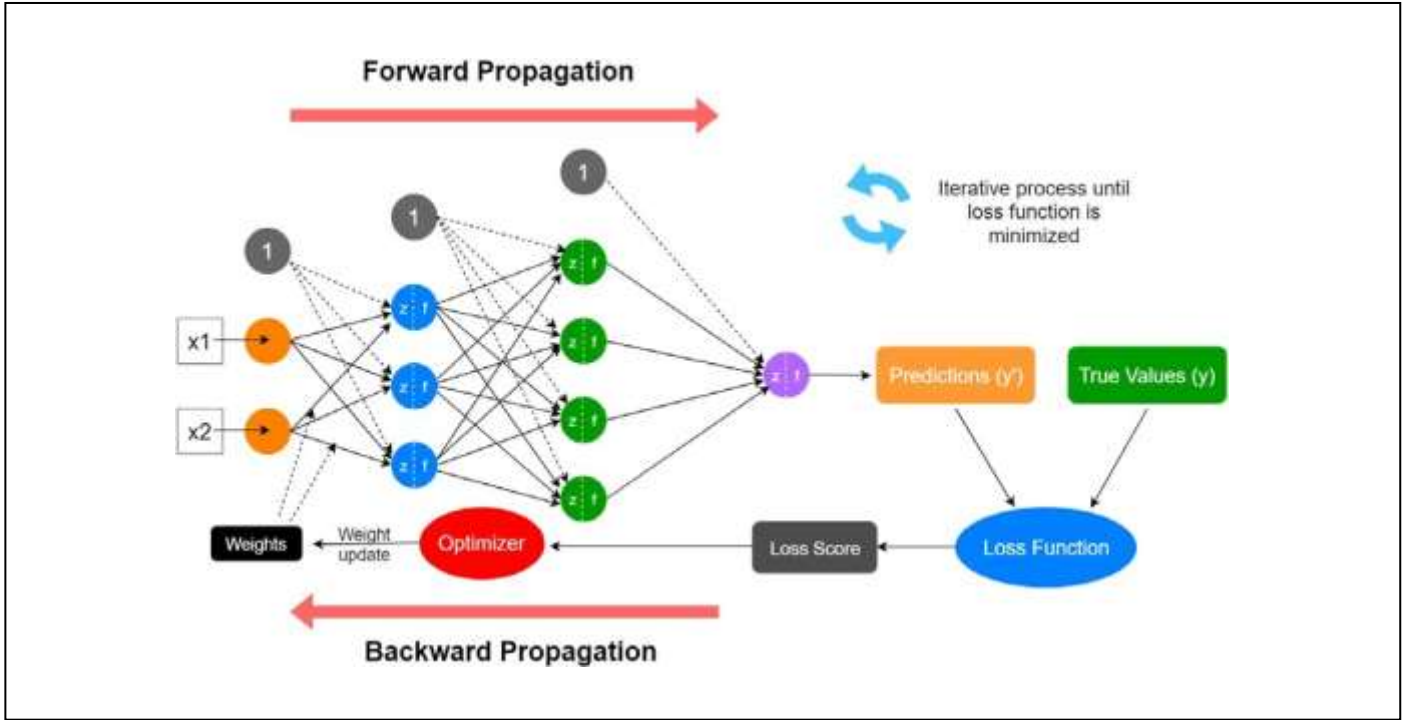 Forward Propagation
1
1
1
Iterative process until
loss function is
minimized
x1
x2
z f
z f
z f
z f
z f
z f
z f
z f
Predictions (y')
True Values (y)
Weights
Weight
update
Optimizer
Loss Score
Loss Function
Backward Propagation